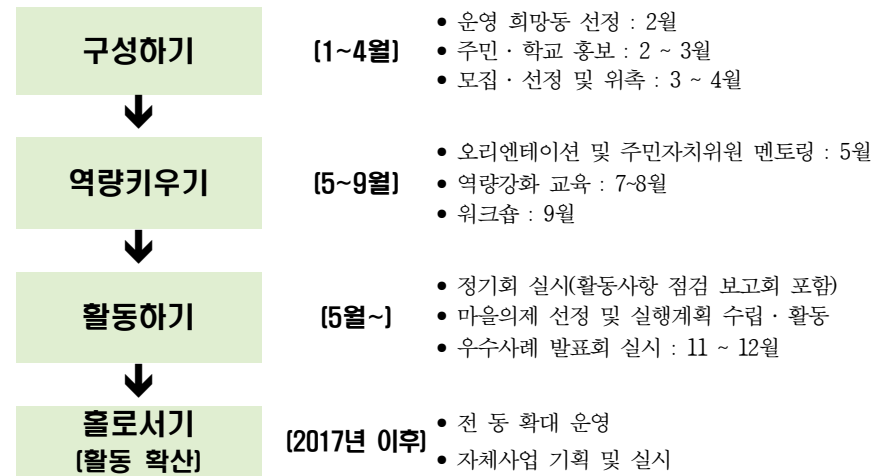 구성하기
(1~4월)
• 운영 희망동 선정 : 2월
• 주민 · 학교 홍보 : 2 ~ 3월
• 모집 · 선정 및 위촉 : 3 ~ 4월
역량키우기
(5~9월)
• 오리엔테이션 및 주민자치위원 멘토링 : 5월
• 역량강화 교육 : 7~8월
• 워크숍 : 9월
활동하기
(5월~)
• 정기회 실시(활동사항 점검 보고회 포함)
• 마을의제 선정 및 실행계획 수립 · 활동
• 우수사례 발표회 실시 : 11 ~ 12월
홀로서기
(활동 확산)
(2017년 이후)
• 전 동 확대 운영
• 자체사업 기획 및 실시